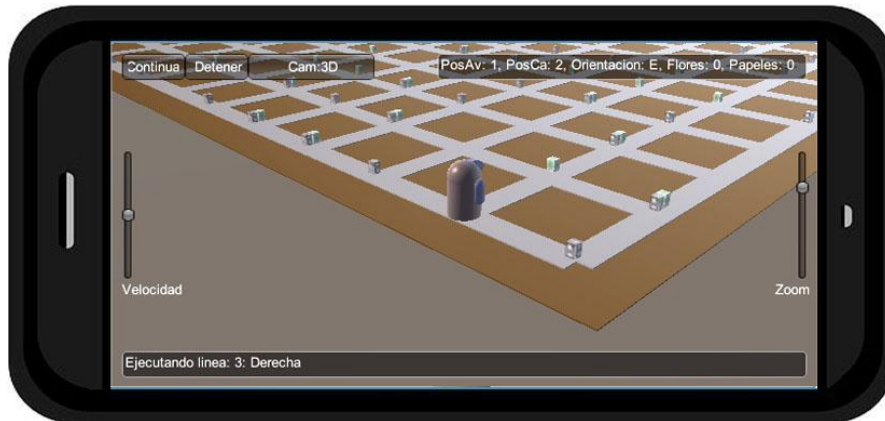 Continua Detener Cam:3D PosAv: 1, PosCa: 2, Orientacion: E, Flores: 0, Papeles: 0
Velocidad Zoom
Ejecutando linea: 3: Derecha